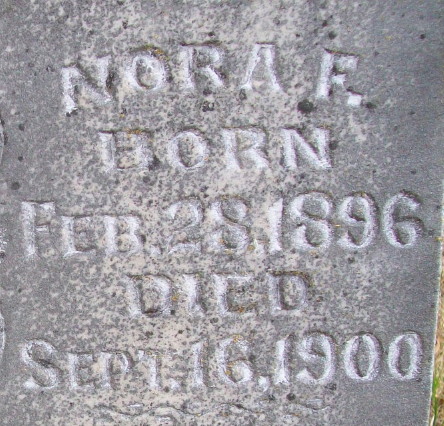 NORA F.
BORN
FEB. 28, 1896
DIED
SEPT. 16, 1900